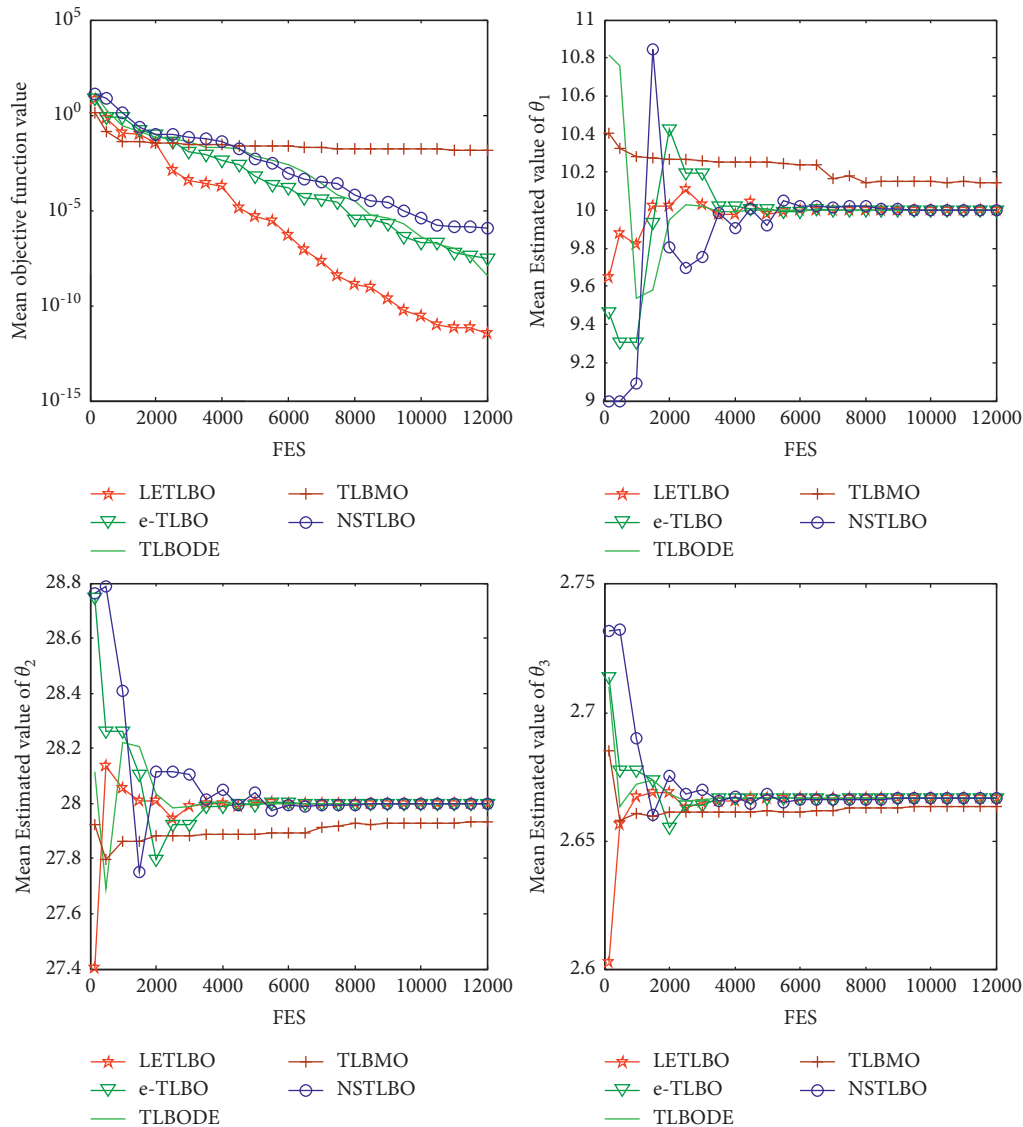 Mean objective function value
10^5
10^0
10^-5
10^-10
10^-15
0 2000 4000 6000 8000 10000 12000
FES
LETLBO
e-TLBO
TLBODE
TLBMO
NSTLBO
Mean Estimated value of θ_1
11
10.8
10.6
10.4
10.2
10
9.8
9.6
9.4
9.2
9
0 2000 4000 6000 8000 10000 12000
FES
LETLBO
e-TLBO
TLBODE
TLBMO
NSTLBO
Mean Estimated value of θ_2
28.8
28.6
28.4
28.2
28
27.8
27.6
27.4
0 2000 4000 6000 8000 10000 12000
FES
LETLBO
e-TLBO
TLBODE
TLBMO
NSTLBO
Mean Estimated value of θ_3
2.75
2.7
2.65
2.6
0 2000 4000 6000 8000 10000 12000
FES
LETLBO
e-TLBO
TLBODE
TLBMO
NSTLBO